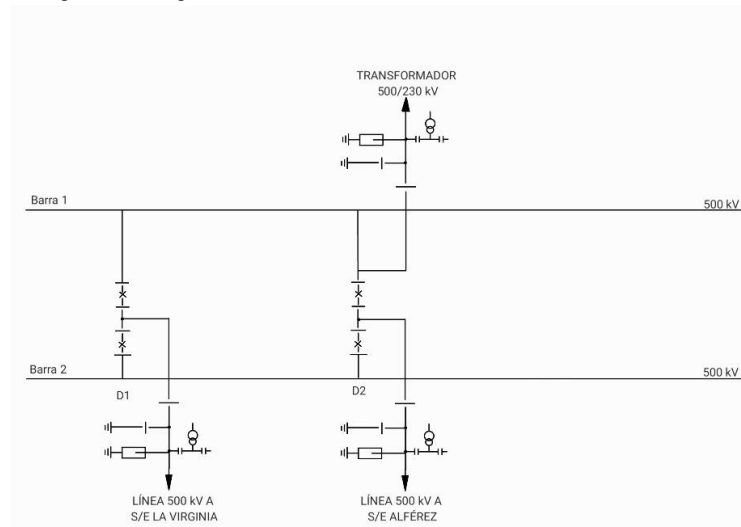 TRANSFORMADOR
500/230 kV
Barra 1
500 kV
Barra 2
500 kV
D1
D2
LÍNEA 500 kV A
S/E LA VIRGINIA
LÍNEA 500 kV A
S/E ALFÉREZ